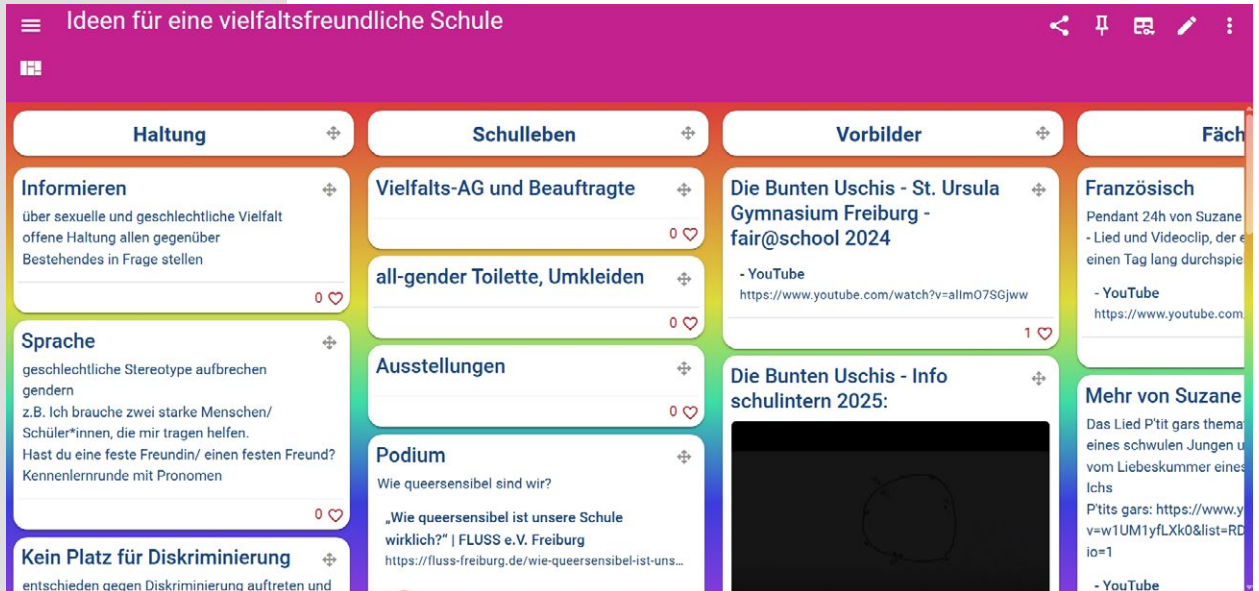 Ideen für eine vielfaltsfreundliche Schule
Haltung
Informieren
über sexuelle und geschlechtliche Vielfalt
offene Haltung allen gegenüber
Bestehendes in Frage stellen
0
Sprache
geschlechtliche Stereotype aufbrechen
gendern
z.B. Ich brauche zwei starke Menschen/
Schüler*innen, die mir tragen helfen.
Hast du eine feste Freundin/ einen festen Freund?
Kennenlernrunde mit Pronomen
0
Kein Platz für Diskriminierung
entschieden gegen Diskriminierung auftreten und
Schulleben
Vielfalts-AG und Beauftragte
0
all-gender Toilette, Umkleiden
0
Ausstellungen
0
Podium
Wie queersensibel sind wir?
„Wie queersensibel ist unsere Schule
wirklich?“ | FLUSS e.V. Freiburg
https://fluss-freiburg.de/wie-queersensibel-ist-uns...
Vorbilder
Die Bunten Uschis - St. Ursula
Gymnasium Freiburg -
fair@school 2024
- YouTube
https://www.youtube.com/watch?v=allmO7SGjww
1
Die Bunten Uschis - Info
schulintern 2025:
Fäch
Französisch
Pendant 24h von Suzane
- Lied und Videoclip, der
einen Tag lang durchspie
- YouTube
https://www.youtube.com
Mehr von Suzane
Das Lied P'tit gars thema
eines schwulen Jungen u
vom Liebeskummer eines
Ichs
P'tits gars: https://www.y
v=w1UM1yfLXk0&list=RD
io=1
- YouTube